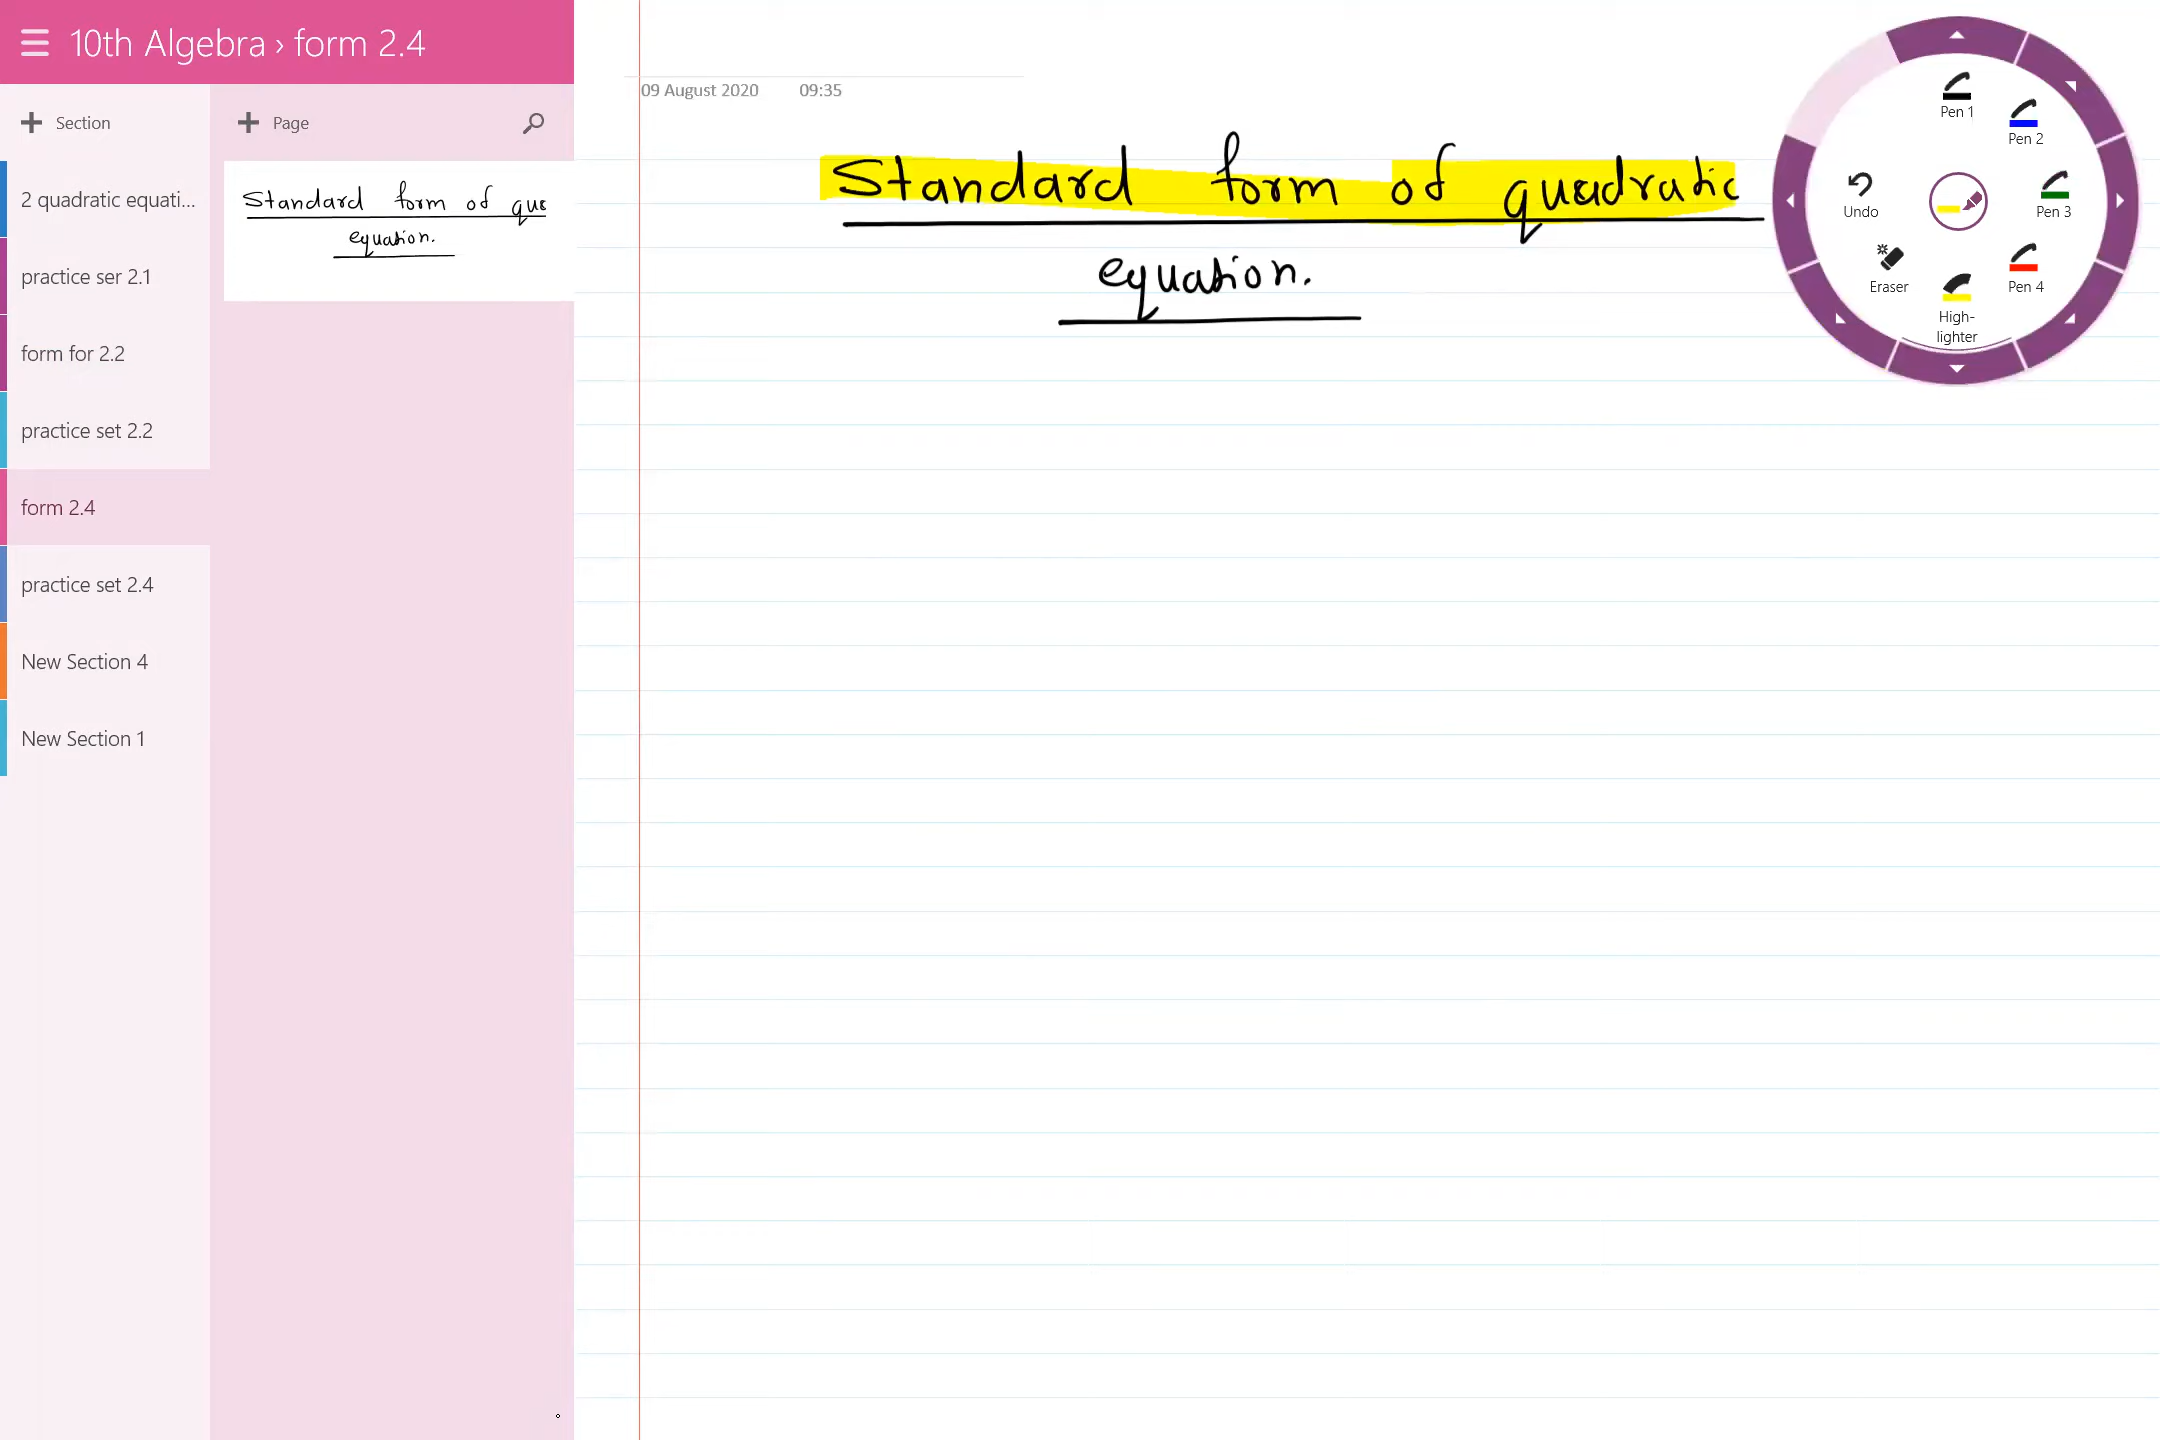 10th Algebra › form 2.4
+ Section
2 quadratic equati...
practice ser 2.1
form for 2.2
practice set 2.2
form 2.4
practice set 2.4
New Section 4
New Section 1
+ Page
Standard form of qua
equation.
09 August 2020 09:35
Standard form of quadratic
equation.
Pen 1
Pen 2
Undo
Pen 3
Eraser
Pen 4
High-
lighter